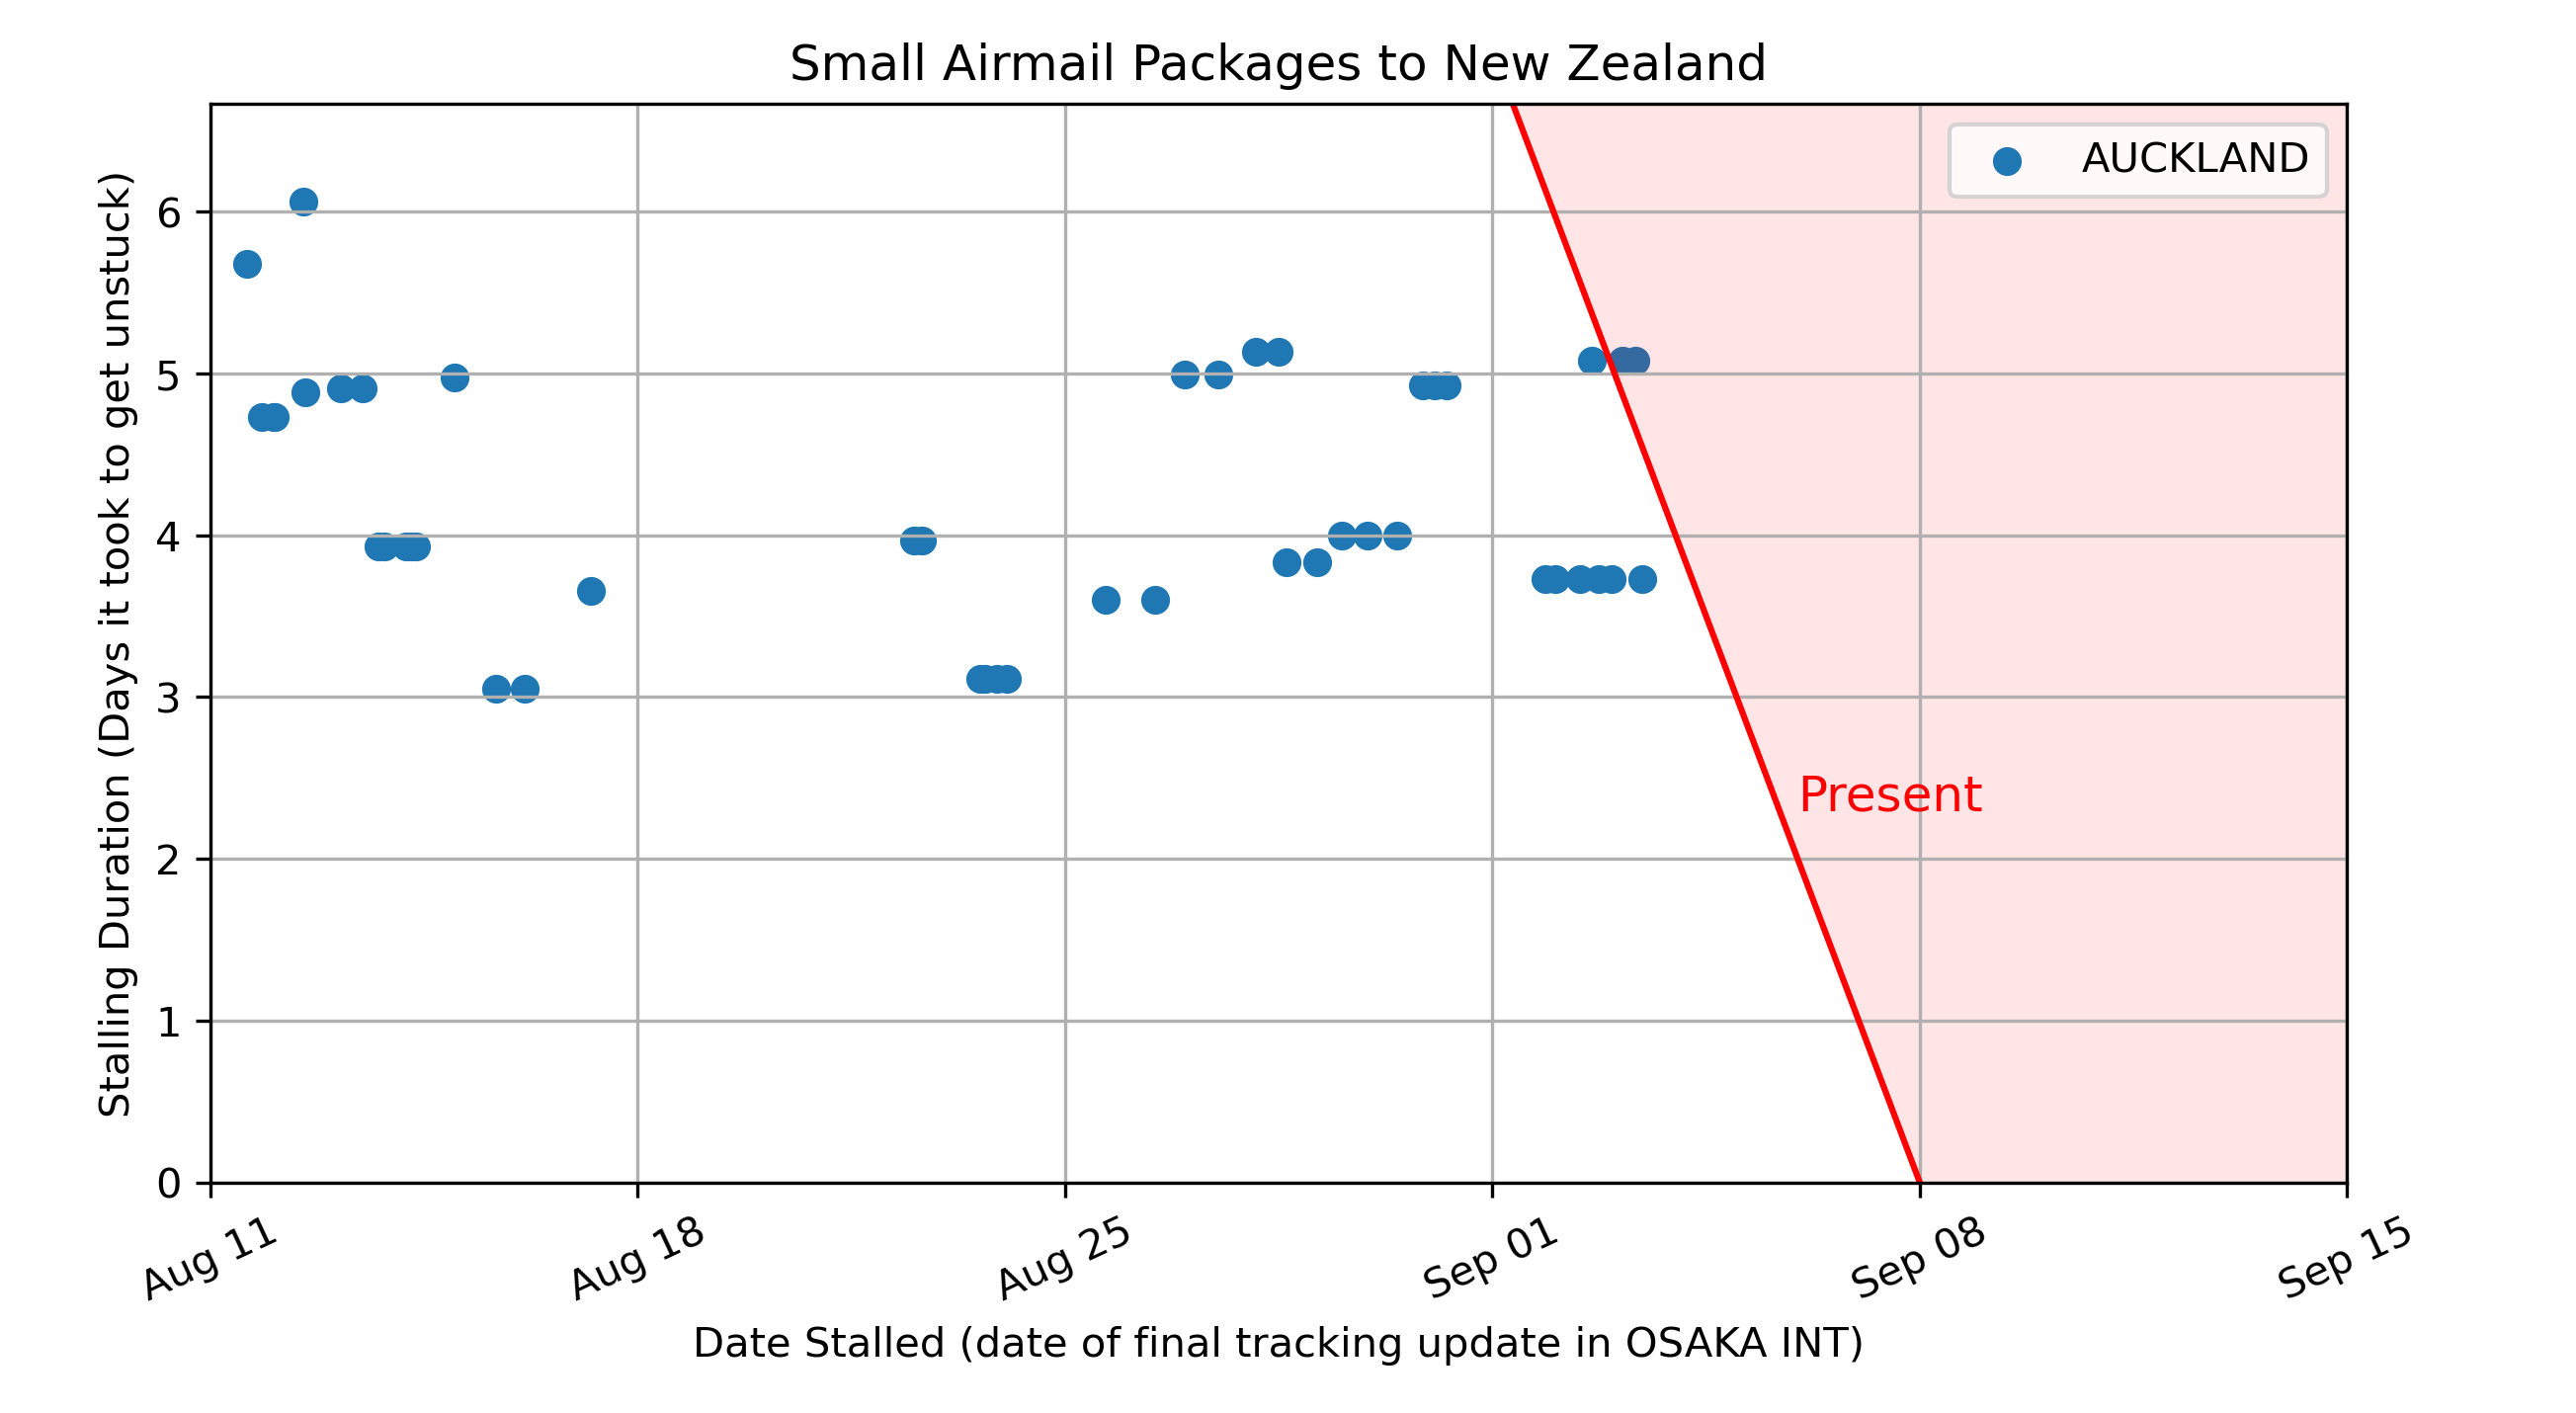 Small Airmail Packages to New Zealand
AUCKLAND
Stalling Duration (Days it took to get unstuck)
6
5
4
3
2
1
0
Present
Aug 11
Aug 18
Aug 25
Sep 01
Sep 08
Sep 15
Date Stalled (date of final tracking update in OSAKA INT)